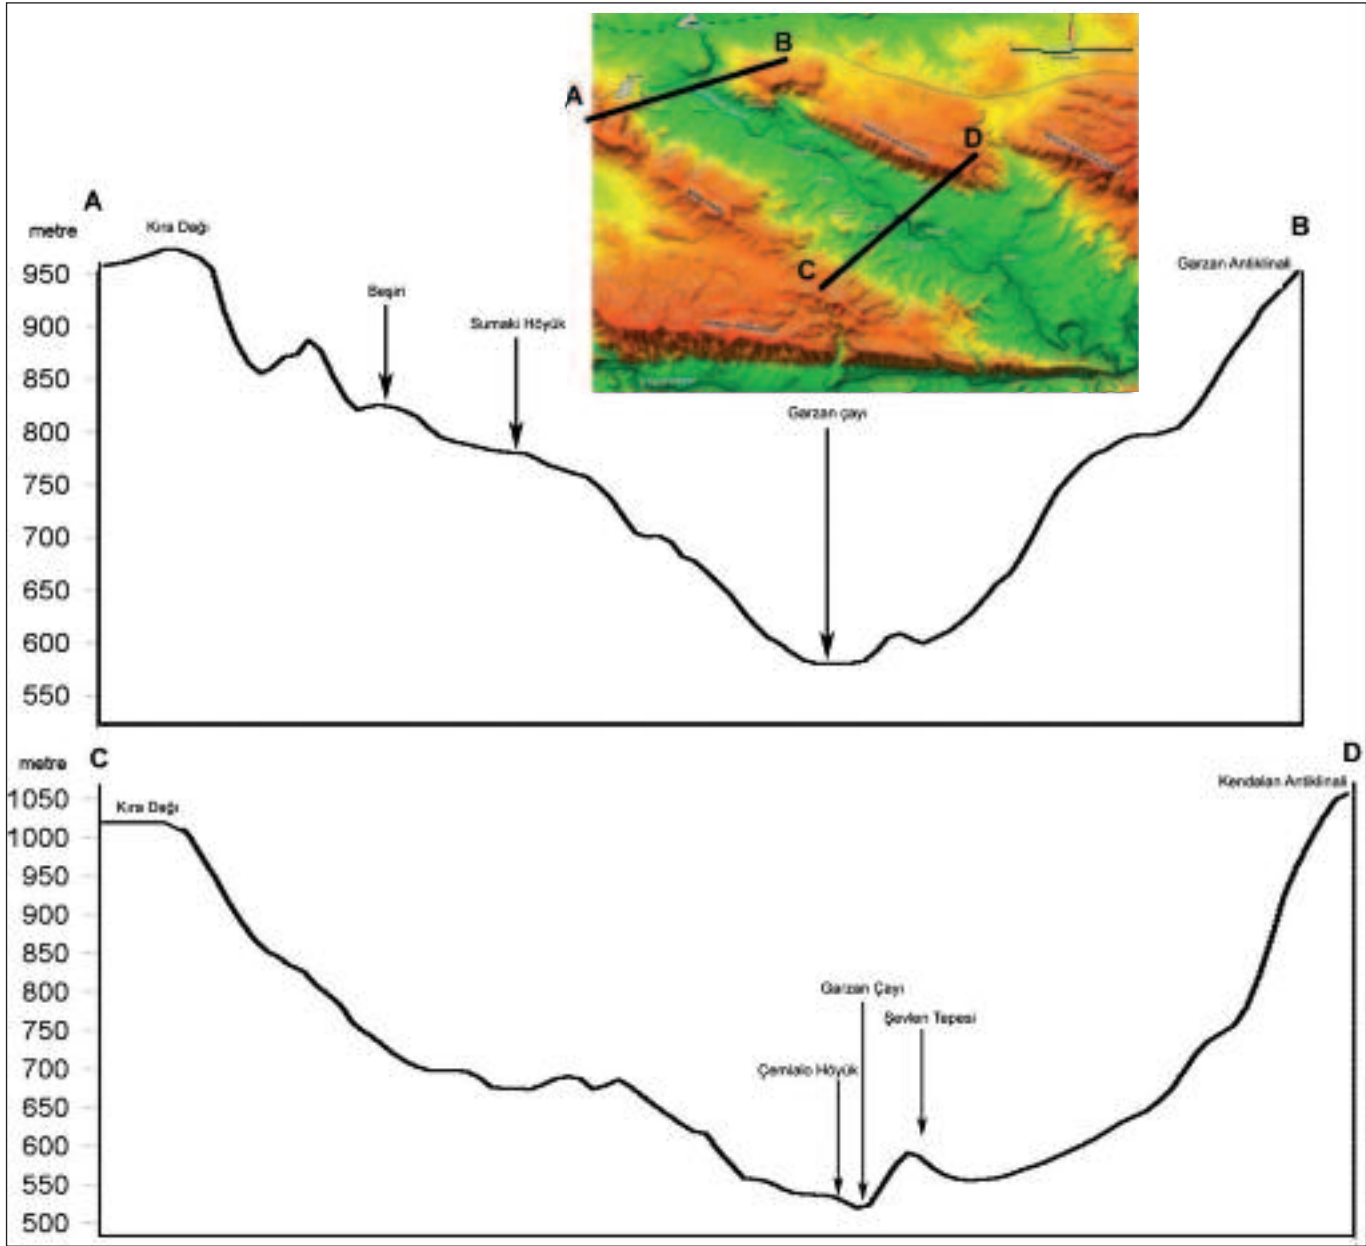 A
B
C
D
A
metre
Kıra Dağı
B
Garzan Antiklinali
Beşiri
Sumaki Höyük
Garzan çayı
950
900
850
800
750
700
650
600
550
metre
C
D
Kıra Dağı
Kendalan Antiklinali
Garzan Çayı
Şevlen Tepesi
Çemialo Höyük
1050
1000
950
900
850
800
750
700
650
600
550
500